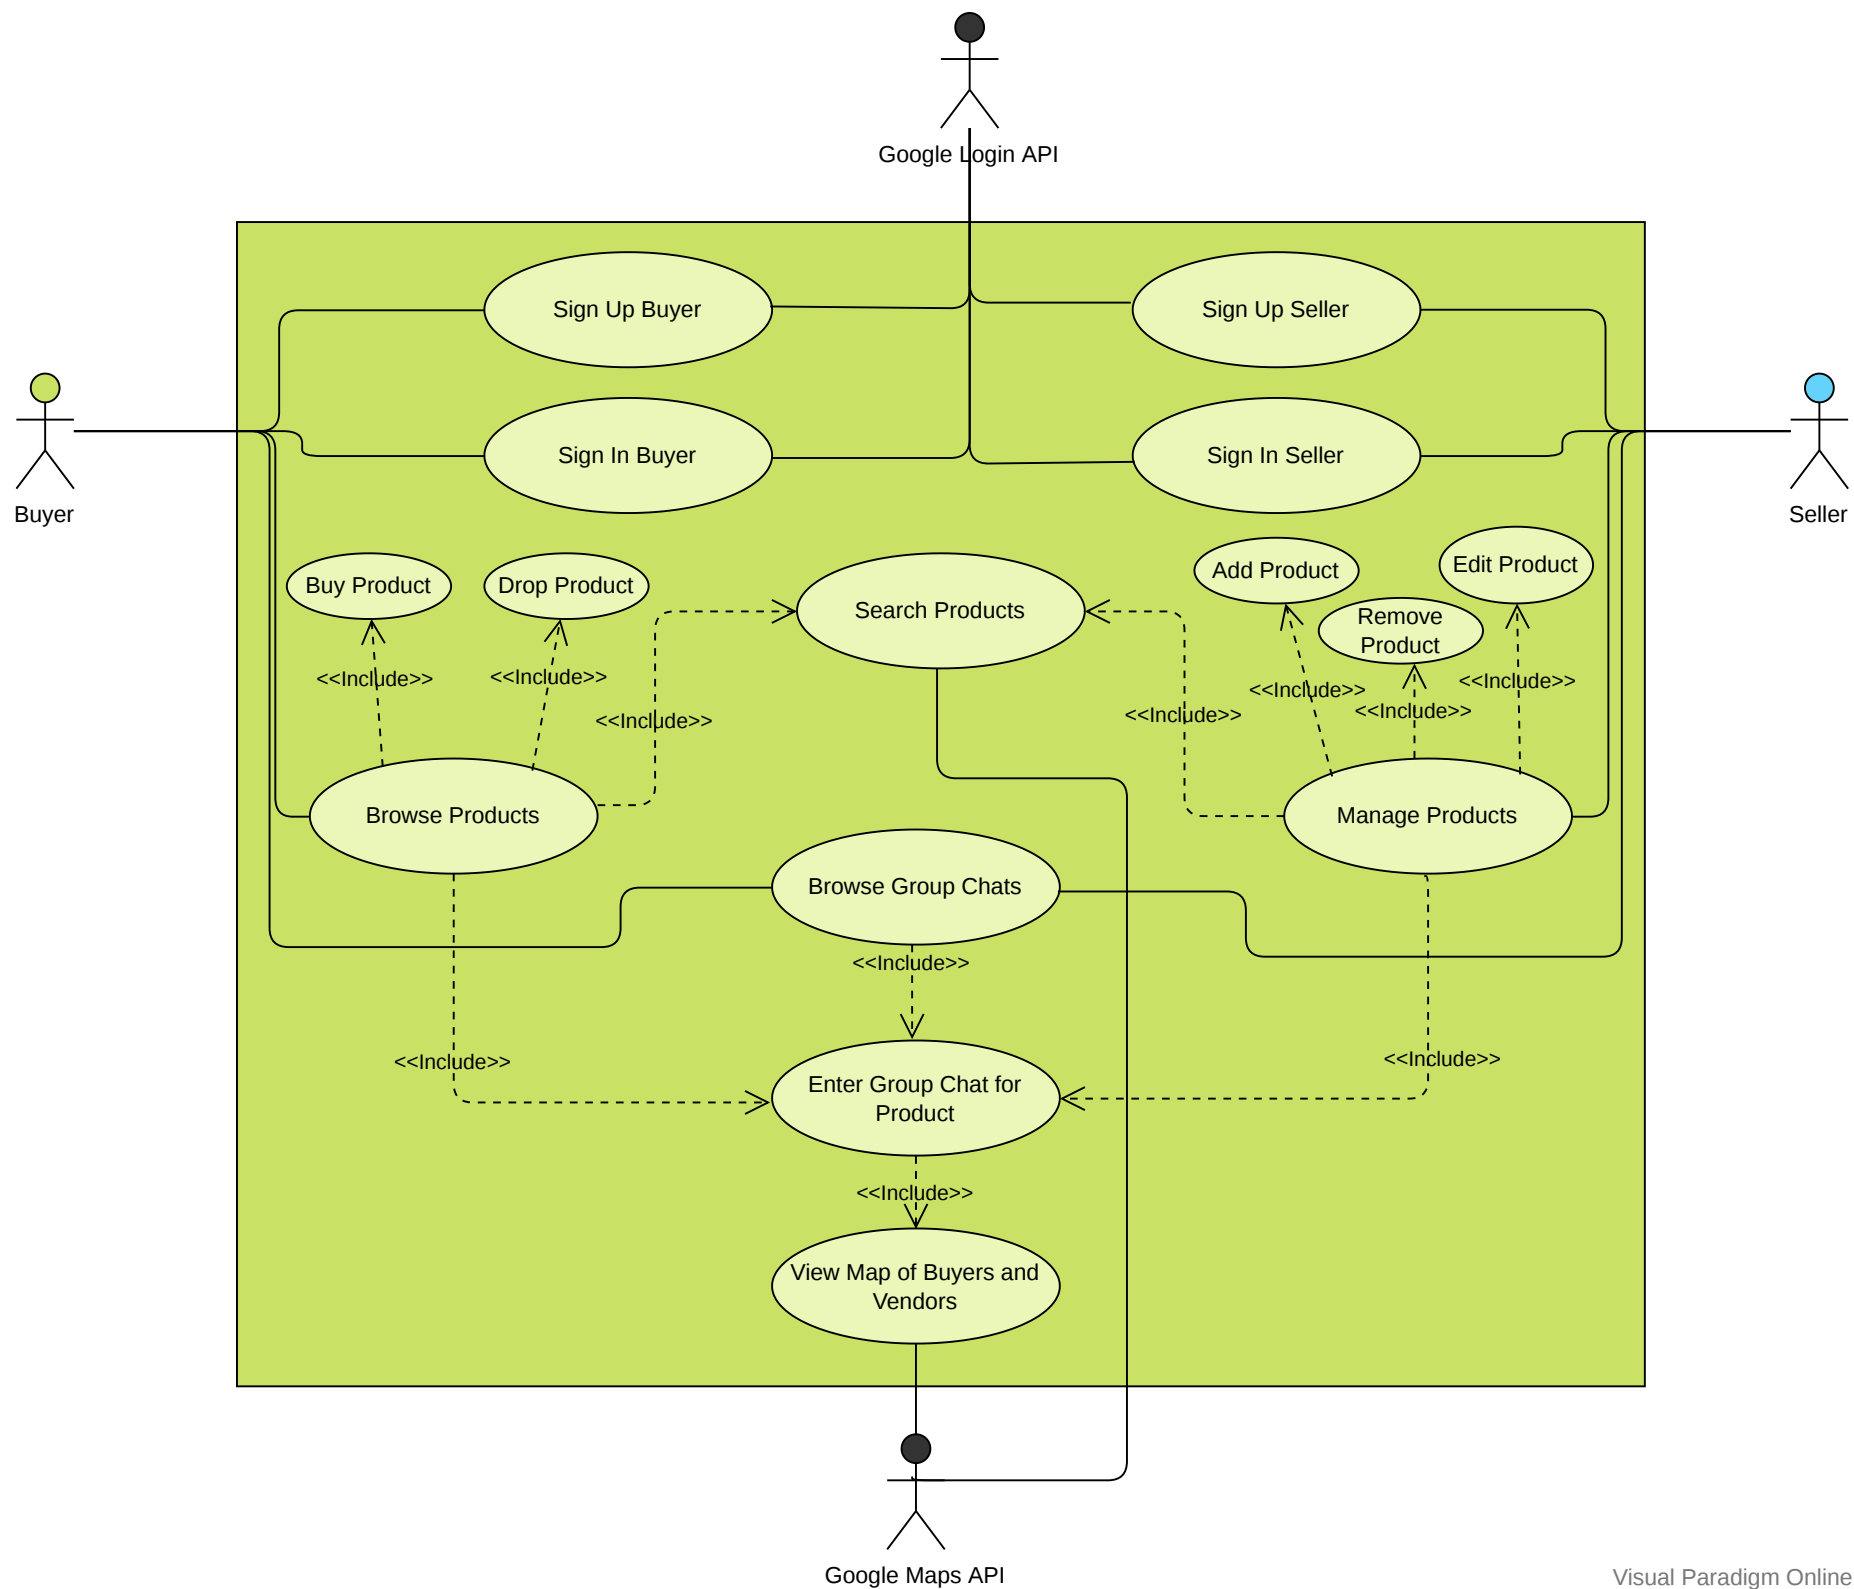 Google Login API
Sign Up Buyer
Sign Up Seller
Sign In Buyer
Sign In Seller
Buyer
Seller
Buy Product
Drop Product
Search Products
Add Product
Edit Product
Remove
Product
<<Include>>
<<Include>>
<<Include>>
<<Include>>
<<Include>>
<<Include>>
<<Include>>
<<Include>>
Browse Products
Manage Products
Browse Group Chats
<<Include>>
<<Include>>
<<Include>>
Enter Group Chat for
Product
<<Include>>
View Map of Buyers and
Vendors
Google Maps API
Visual Paradigm Online